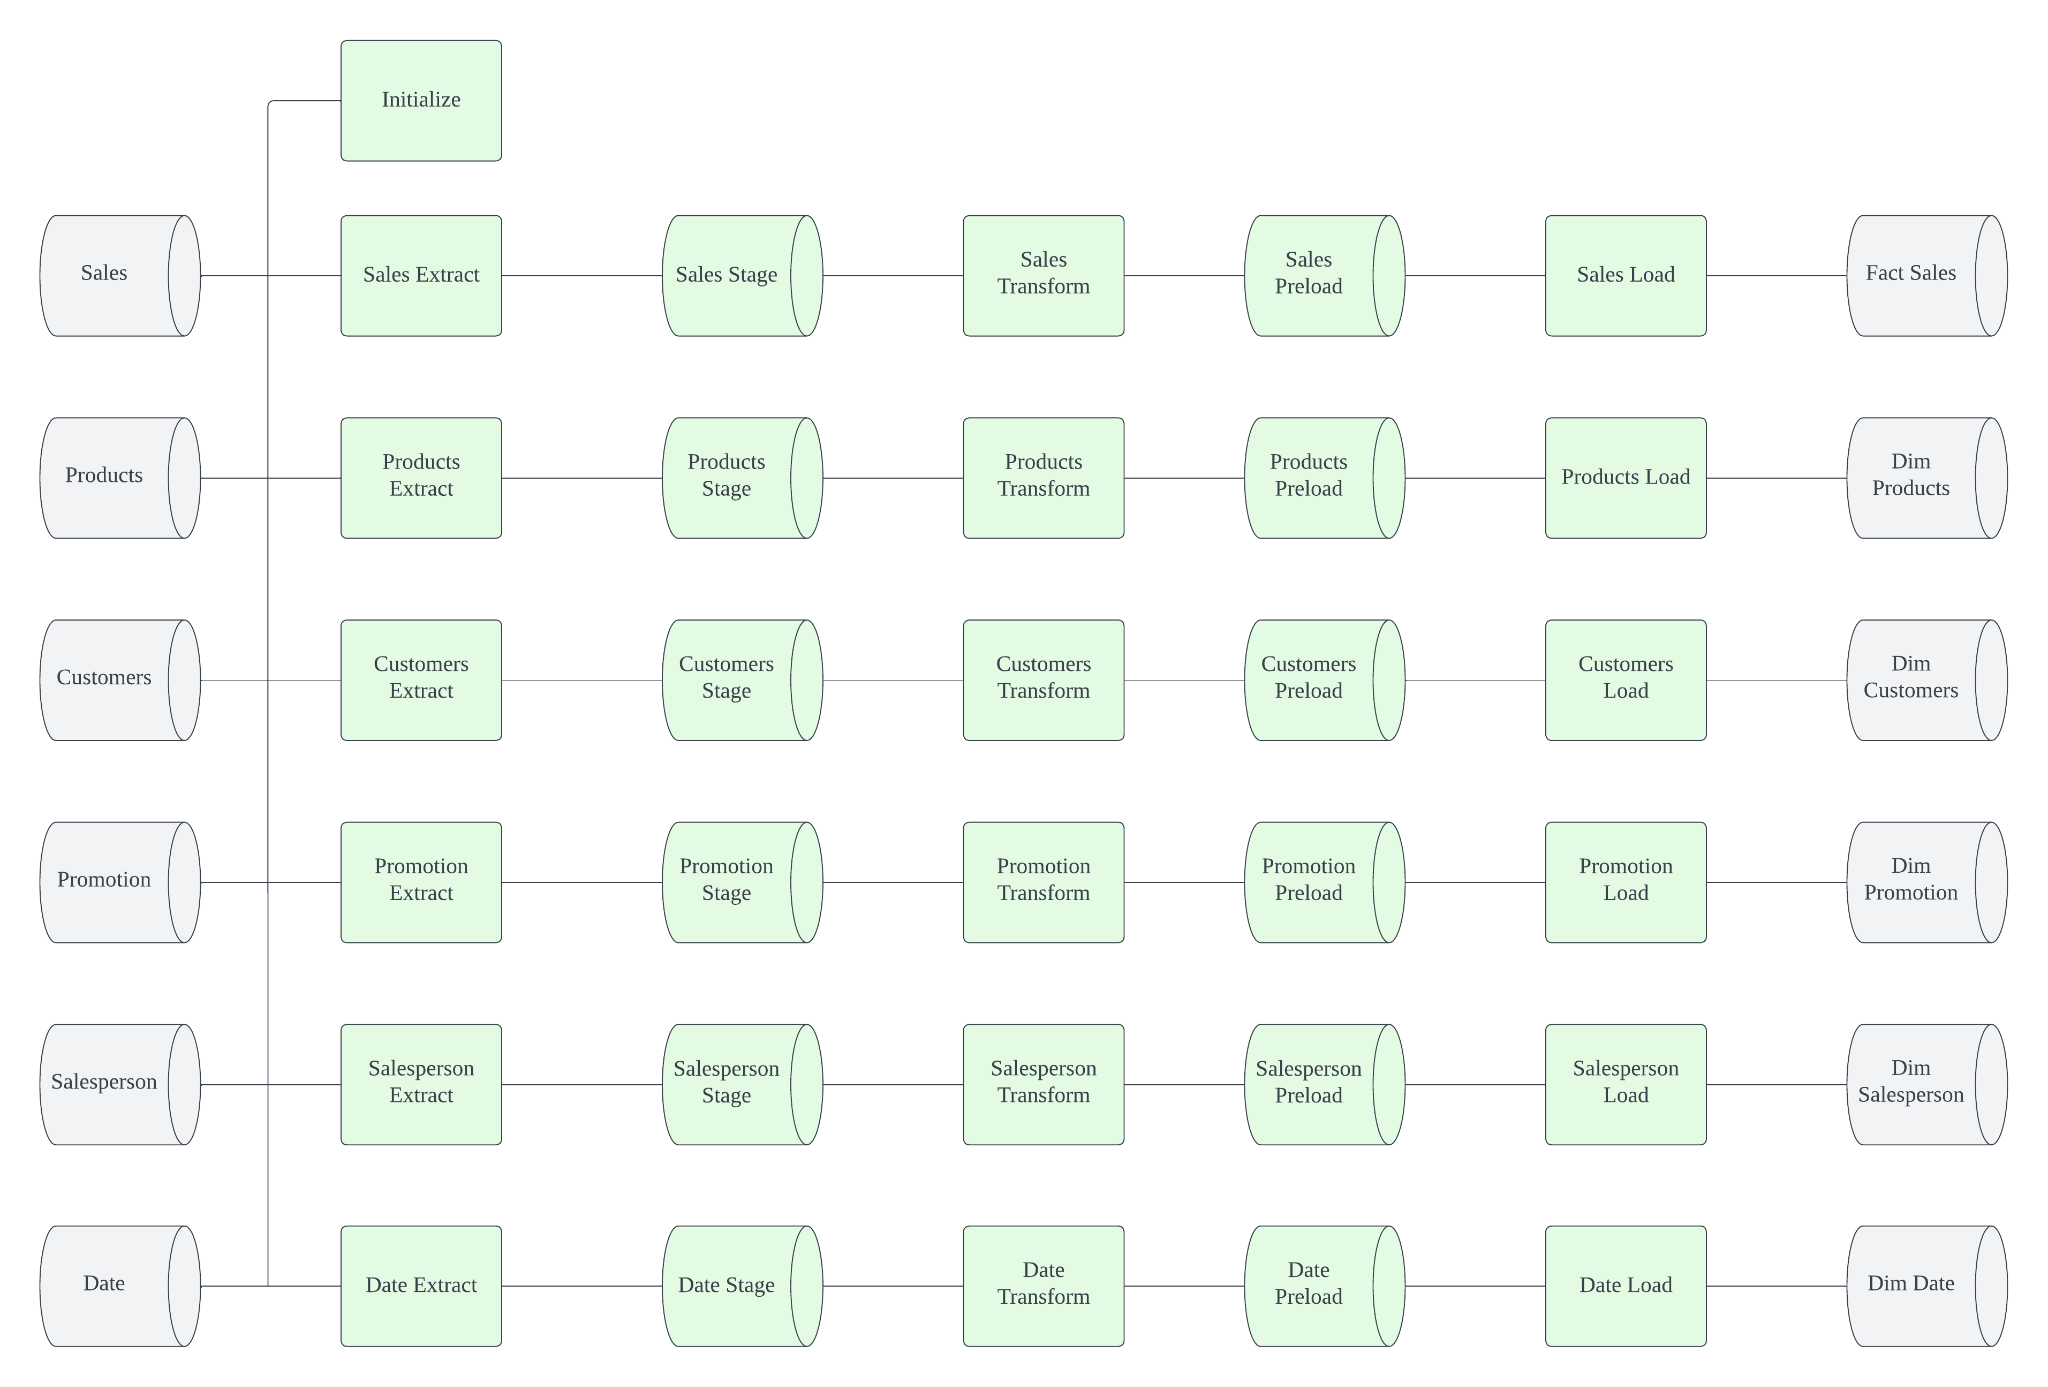 Initialize
Sales
Sales Extract
Sales Stage
Sales
Transform
Sales
Preload
Sales Load
Fact Sales
Products
Products
Extract
Products
Stage
Products
Transform
Products
Preload
Products Load
Dim
Products
Customers
Customers
Extract
Customers
Stage
Customers
Transform
Customers
Preload
Customers
Load
Dim
Customers
Promotion
Promotion
Extract
Promotion
Stage
Promotion
Transform
Promotion
Preload
Promotion
Load
Dim
Promotion
Salesperson
Salesperson
Extract
Salesperson
Stage
Salesperson
Transform
Salesperson
Preload
Salesperson
Load
Dim
Salesperson
Date
Date Extract
Date Stage
Date
Transform
Date
Preload
Date Load
Dim Date